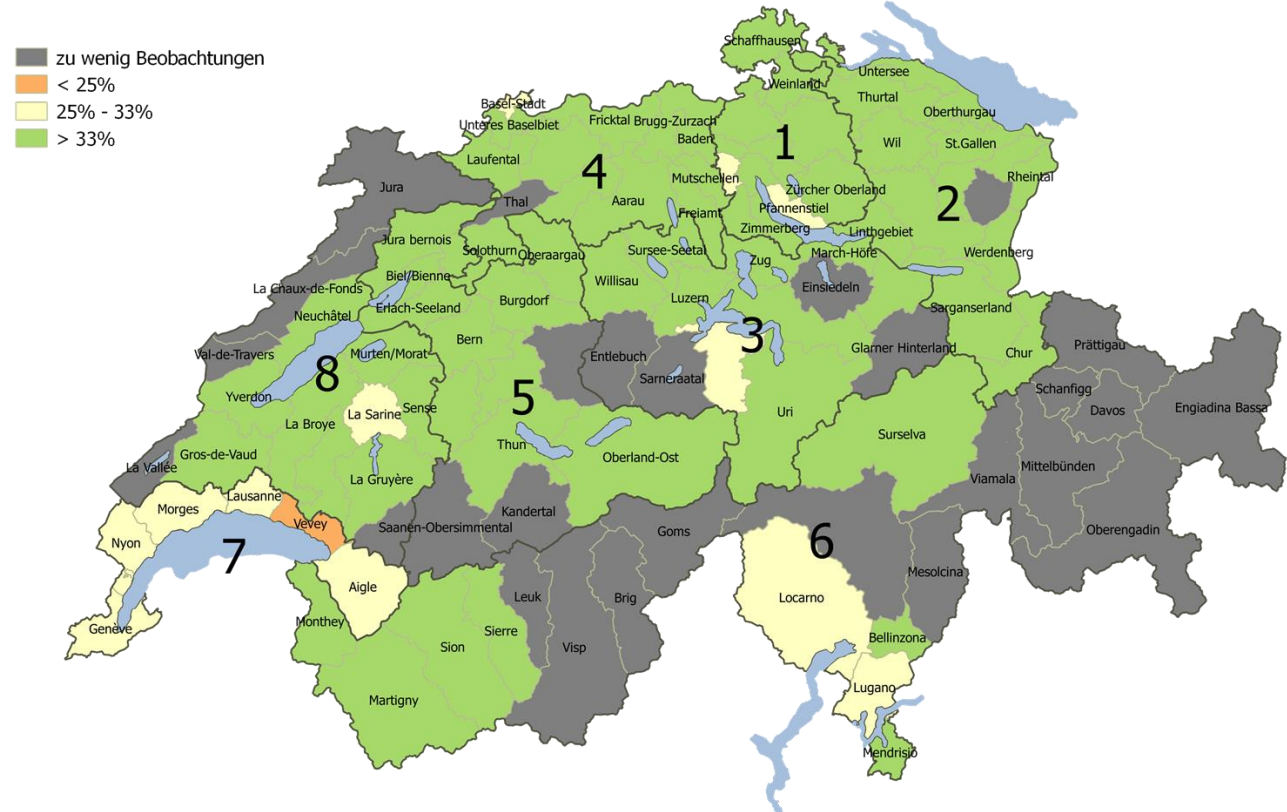 zu wenig Beobachtungen
< 25%
25% - 33%
> 33%
Schaffhausen
Untersee
Weinland
Thurtal
Basel-Stadt
Oberthurgau
Unteres Baselbiet
Fricktal
Brugg-Zurzach
Baden
1
Wil
St.Gallen
Laufental
4
Mutschellen
Rheintal
Jura
Zürcher Oberland
Thal
Aarau
Pfannenstiel
2
Freiamt
Zimmerberg
Linthgebiet
Jura bernois
Solothurn
Oberaargau
Sursee-Seetal
March-Höfe
Werdenberg
Zug
Biel/Bienne
Willisau
La Chaux-de-Fonds
Einsiedeln
Luzern
Burgdorf
Erlach-Seeland
Sarganserland
Neuchâtel
3
Bern
Val-de-Travers
Murten/Morat
Entlebuch
Glarner Hinterland
Chur
Prättigau
8
Sarneraatal
Schanfigg
Yverdon
5
La Sarine
Sense
Uri
Davos
Engiadina Bassa
La Broye
Surselva
Thun
Gros-de-Vaud
Oberland-Ost
La Vallée
Mittelbünden
La Gruyère
Viamala
Lausanne
Morges
Vevey
Saanen-Obersimmental
Kandertal
Goms
Oberengadin
Nyon
7
6
Mesolcina
Aigle
Leuk
Brig
Locarno
Genève
Monthey
Sierre
Bellinzona
Sion
Visp
Lugano
Martigny
Mendrisio